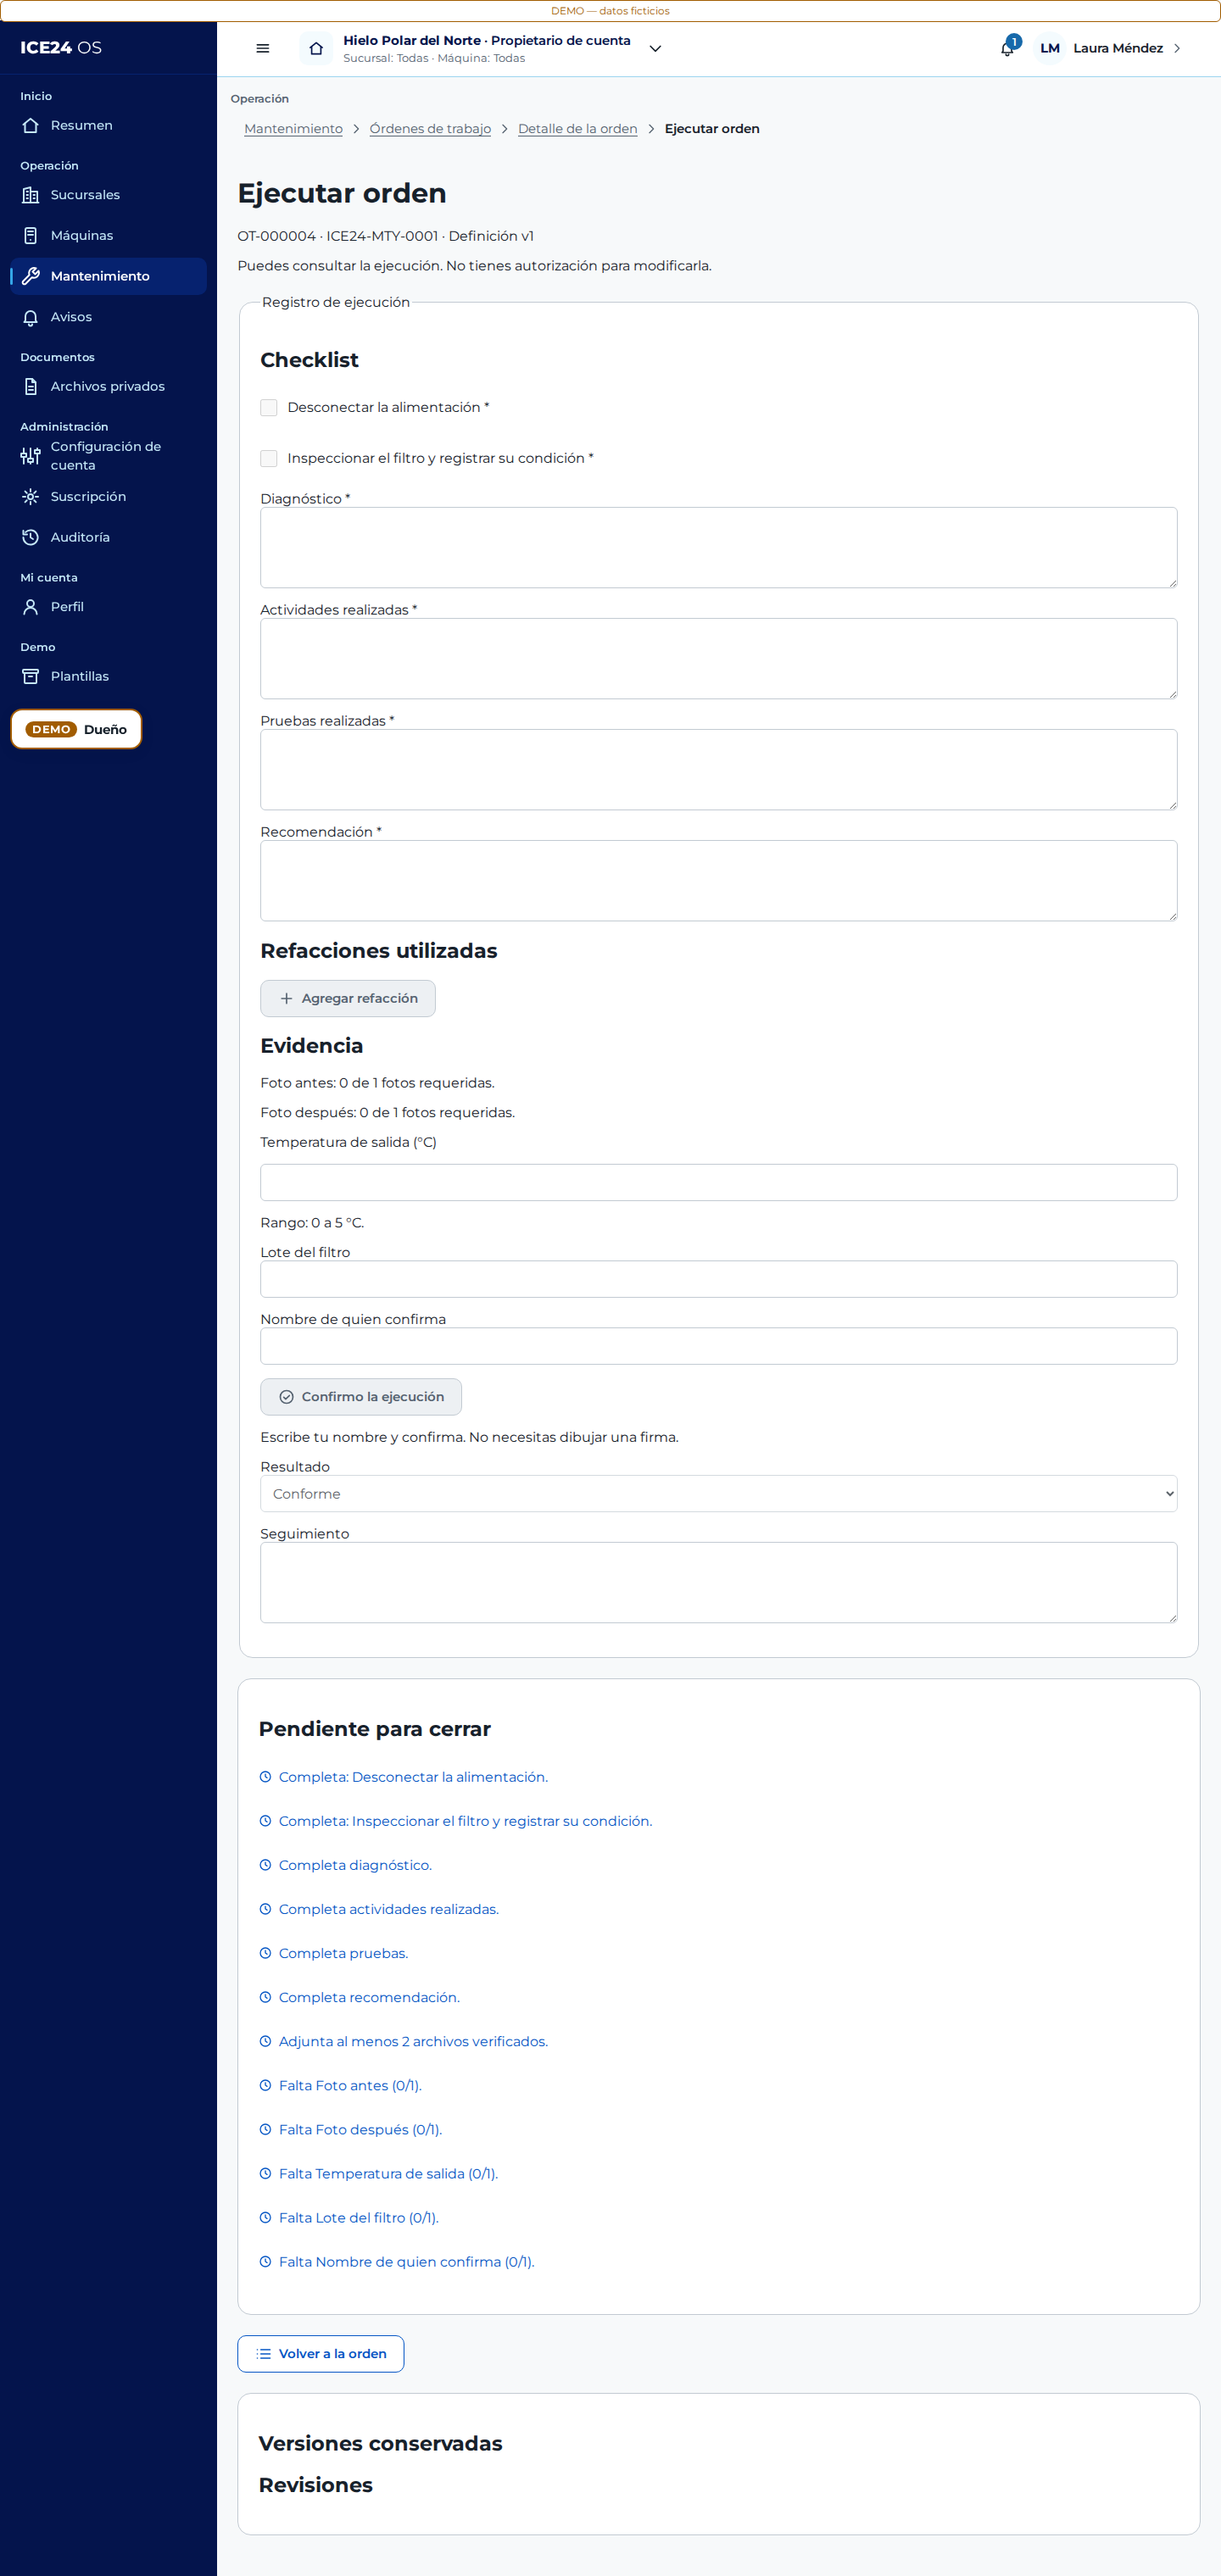 DEMO — datos ficticios
ICE24 OS
Inicio
Resumen
Operación
Sucursales
Máquinas
Mantenimiento
Avisos
Documentos
Archivos privados
Administración
Configuración de
cuenta
Suscripción
Auditoría
Mi cuenta
Perfil
Demo
Plantillas
DEMO Dueño
Hielo Polar del Norte · Propietario de cuenta
Sucursal: Todas · Máquina: Todas
1
LM Laura Méndez
Operación
Mantenimiento > Órdenes de trabajo > Detalle de la orden > Ejecutar orden
Ejecutar orden
OT-000004 · ICE24-MTY-0001 · Definición v1
Puedes consultar la ejecución. No tienes autorización para modificarla.
Registro de ejecución
Checklist
Desconectar la alimentación *
Inspeccionar el filtro y registrar su condición *
Diagnóstico *
Actividades realizadas *
Pruebas realizadas *
Recomendación *
Refacciones utilizadas
Agregar refacción
Evidencia
Foto antes: 0 de 1 fotos requeridas.
Foto después: 0 de 1 fotos requeridas.
Temperatura de salida (°C)
Rango: 0 a 5 °C.
Lote del filtro
Nombre de quien confirma
Confirmo la ejecución
Escribe tu nombre y confirma. No necesitas dibujar una firma.
Resultado
Conforme
Seguimiento
Pendiente para cerrar
Completa: Desconectar la alimentación.
Completa: Inspeccionar el filtro y registrar su condición.
Completa diagnóstico.
Completa actividades realizadas.
Completa pruebas.
Completa recomendación.
Adjunta al menos 2 archivos verificados.
Falta Foto antes (0/1).
Falta Foto después (0/1).
Falta Temperatura de salida (0/1).
Falta Lote del filtro (0/1).
Falta Nombre de quien confirma (0/1).
Volver a la orden
Versiones conservadas
Revisiones